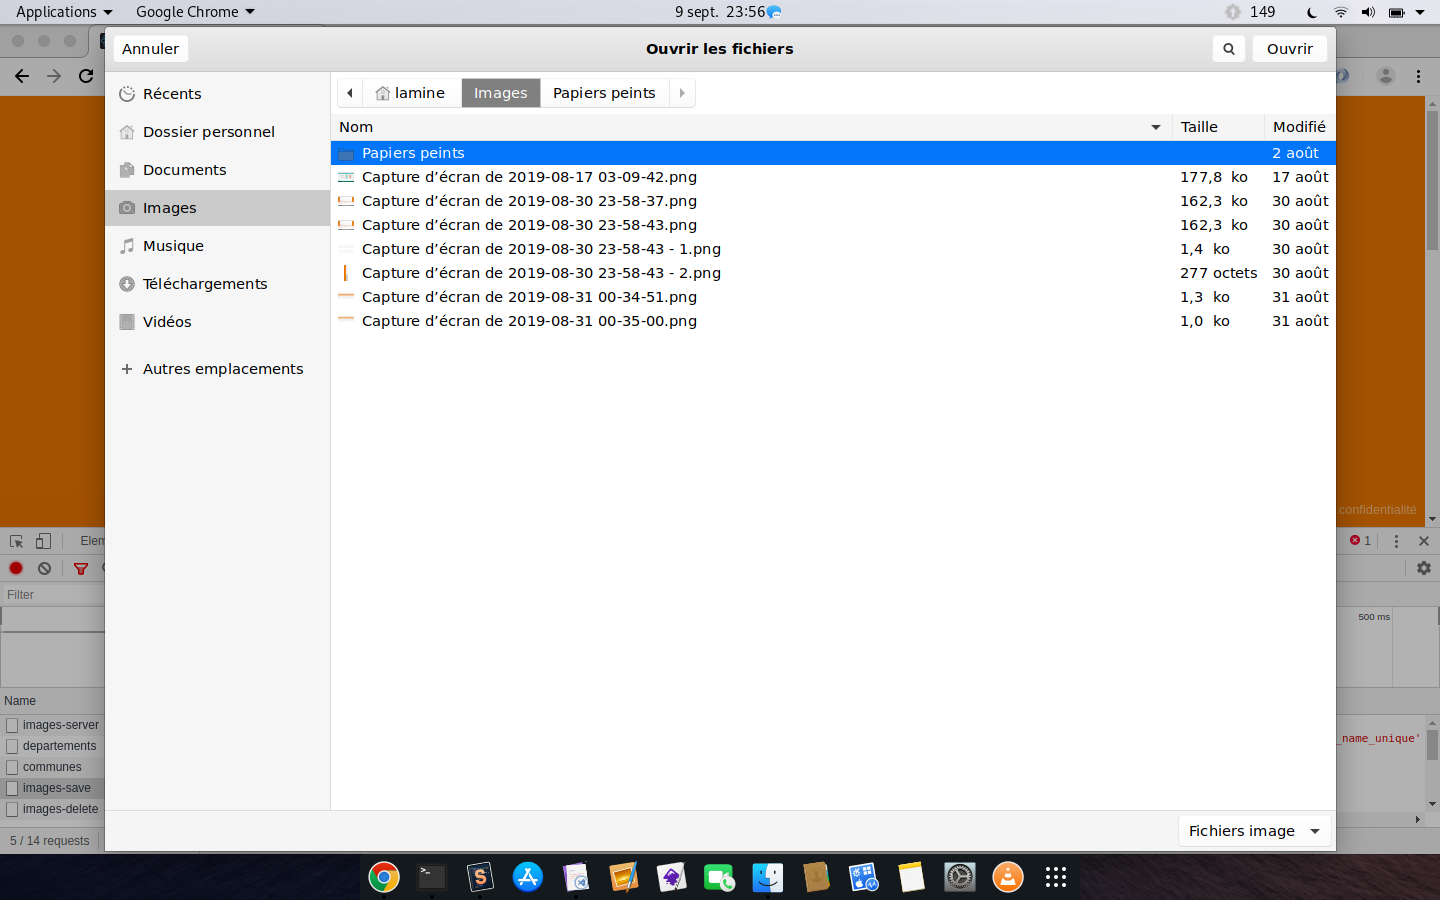 Applications Google Chrome 9 sept. 23:56 149
Annuler Ouvrir les fichiers Ouvrir
Récents
Dossier personnel
Documents
Images
Musique
Téléchargements
Vidéos
Autres emplacements
lamine Images Papiers peints
Nom Taille Modifié
Papiers peints 2 août
Capture d’écran de 2019-08-17 03-09-42.png 177,8 ko 17 août
Capture d’écran de 2019-08-30 23-58-37.png 162,3 ko 30 août
Capture d’écran de 2019-08-30 23-58-43.png 162,3 ko 30 août
Capture d’écran de 2019-08-30 23-58-43 - 1.png 1,4 ko 30 août
Capture d’écran de 2019-08-30 23-58-43 - 2.png 277 octets 30 août
Capture d’écran de 2019-08-31 00-34-51.png 1,3 ko 31 août
Capture d’écran de 2019-08-31 00-35-00.png 1,0 ko 31 août
Fichiers image
confidentialité
Elem 1
Filter
500 ms
Name
images-server
departements
communes
images-save
images-delete
_name_unique'
5 / 14 requests